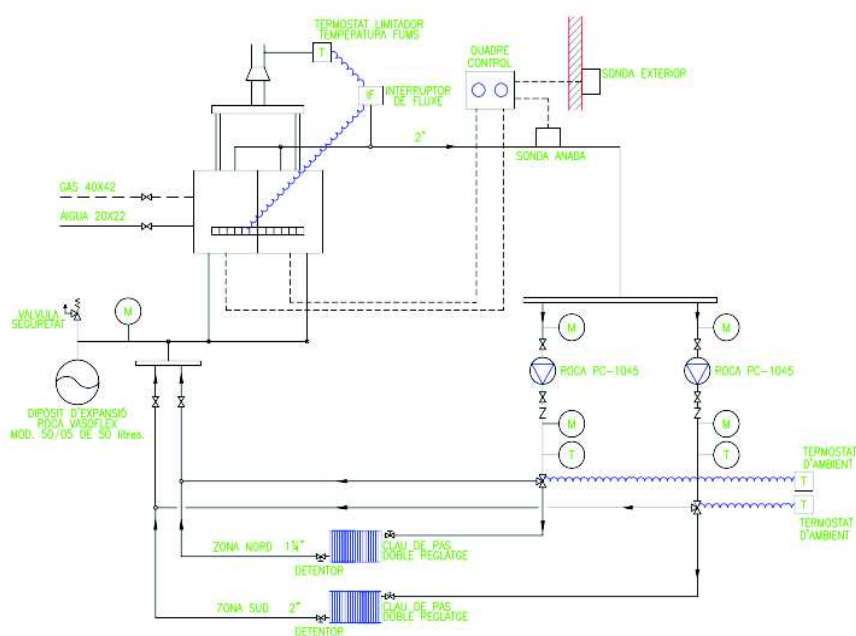 TERMOSTAT LIMITADOR
TEMPERATURA FUMS
T
INTERRUPTOR
DE FLUXE
IF
QUADRE
CONTROL
SONDA EXTERIOR
2"
SONDA ANADA
GAS 40X42
AIGUA 20X22
VALVULA
SEGURETAT
M
DIPOSIT D'EXPANSIÓ
ROCA VASOFLEX
MOD. 50/05 DE 50 litres.
M
M
ROCA PC-1045
ROCA PC-1045
M
M
T
T
TERMOSTAT
D'AMBIENT
T
T
TERMOSTAT
D'AMBIENT
ZONA NORD 1¼"
DETENTOR
CLAU DE PAS
DOBLE REGLATGE
ZONA SUD 2"
DETENTOR
CLAU DE PAS
DOBLE REGLATGE